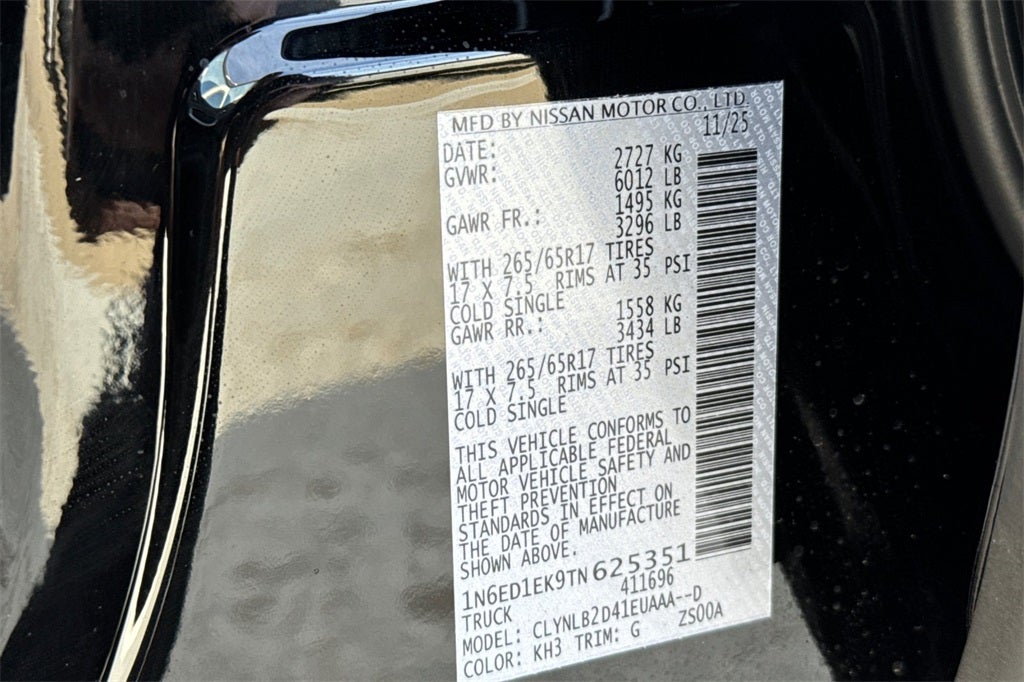 MFD BY NISSAN MOTOR CO., LTD.
DATE: 11/25
GVWR: 2727 KG
6012 LB
GAWR FR.: 1495 KG
3296 LB
WITH 265/65R17 TIRES
17 X 7.5 RIMS AT 35 PSI
COLD SINGLE
GAWR RR.: 1558 KG
3434 LB
WITH 265/65R17 TIRES
17 X 7.5 RIMS AT 35 PSI
COLD SINGLE
THIS VEHICLE CONFORMS TO
ALL APPLICABLE FEDERAL
MOTOR VEHICLE SAFETY AND
THEFT PREVENTION
STANDARDS IN EFFECT ON
THE DATE OF MANUFACTURE
SHOWN ABOVE.
1N6ED1EK9TN625351
TRUCK 411696
MODEL: CLYNLB2D41EUAAA--D
COLOR: KH3 TRIM: G ZS00A